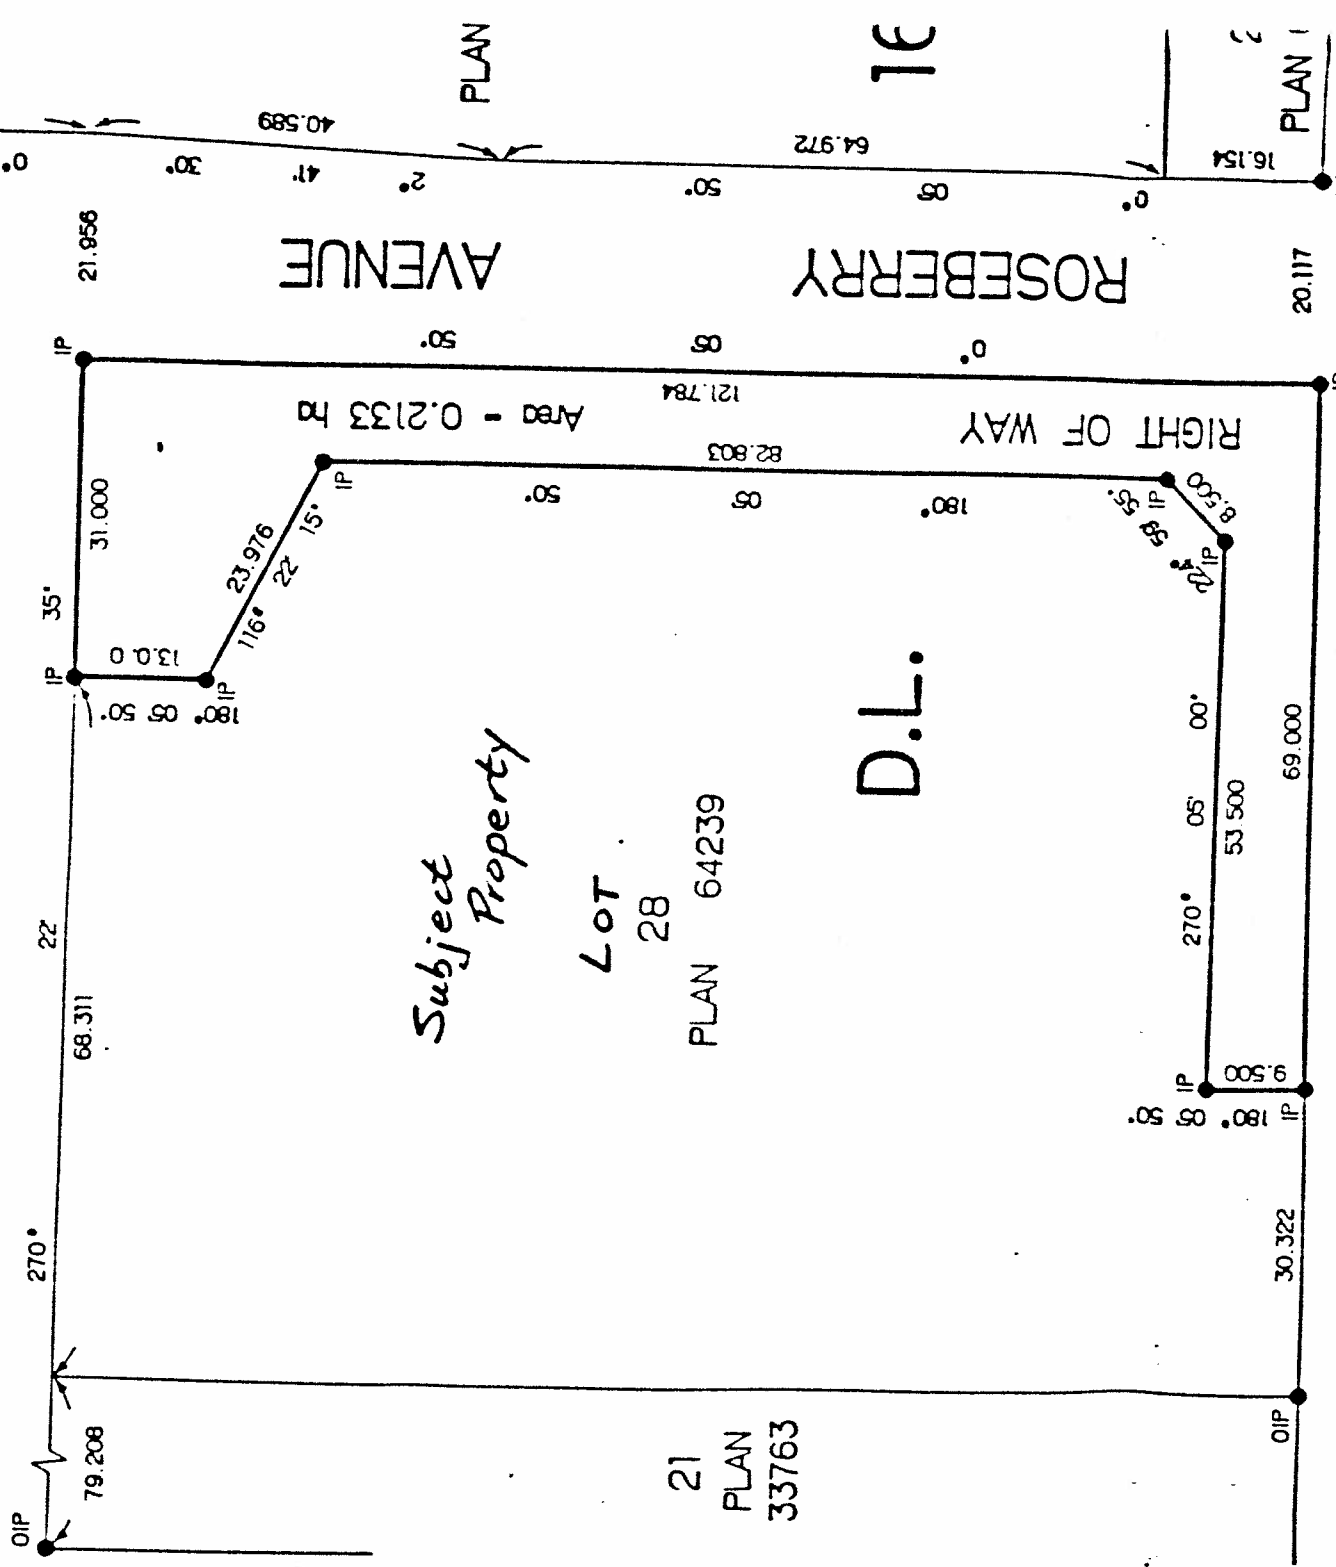 PLAN
16
PLAN
40.589
64.972
16.154
0°
30"
41'
2°
50"
05'
0°
21.956
AVENUE
ROSEBERRY
20.117
IP
50"
05'
0°
121.784
Area = 0.2133 ha
RIGHT OF WAY
31.000
35"
IP
82.803
50"
05'
180°
23.976
116° 22' 15"
IP
8.500
59' 55"
IP
IP
13.0.0
IP
180° 05' 50"
Subject
Property
LOT
28
PLAN 64239
D.L.
270° 05' 00"
53.500
69.000
22'
68.311
270°
IP
9.500
180° 05' 50"
IP
30.322
79.208
OIP
21
PLAN
33763
OIP